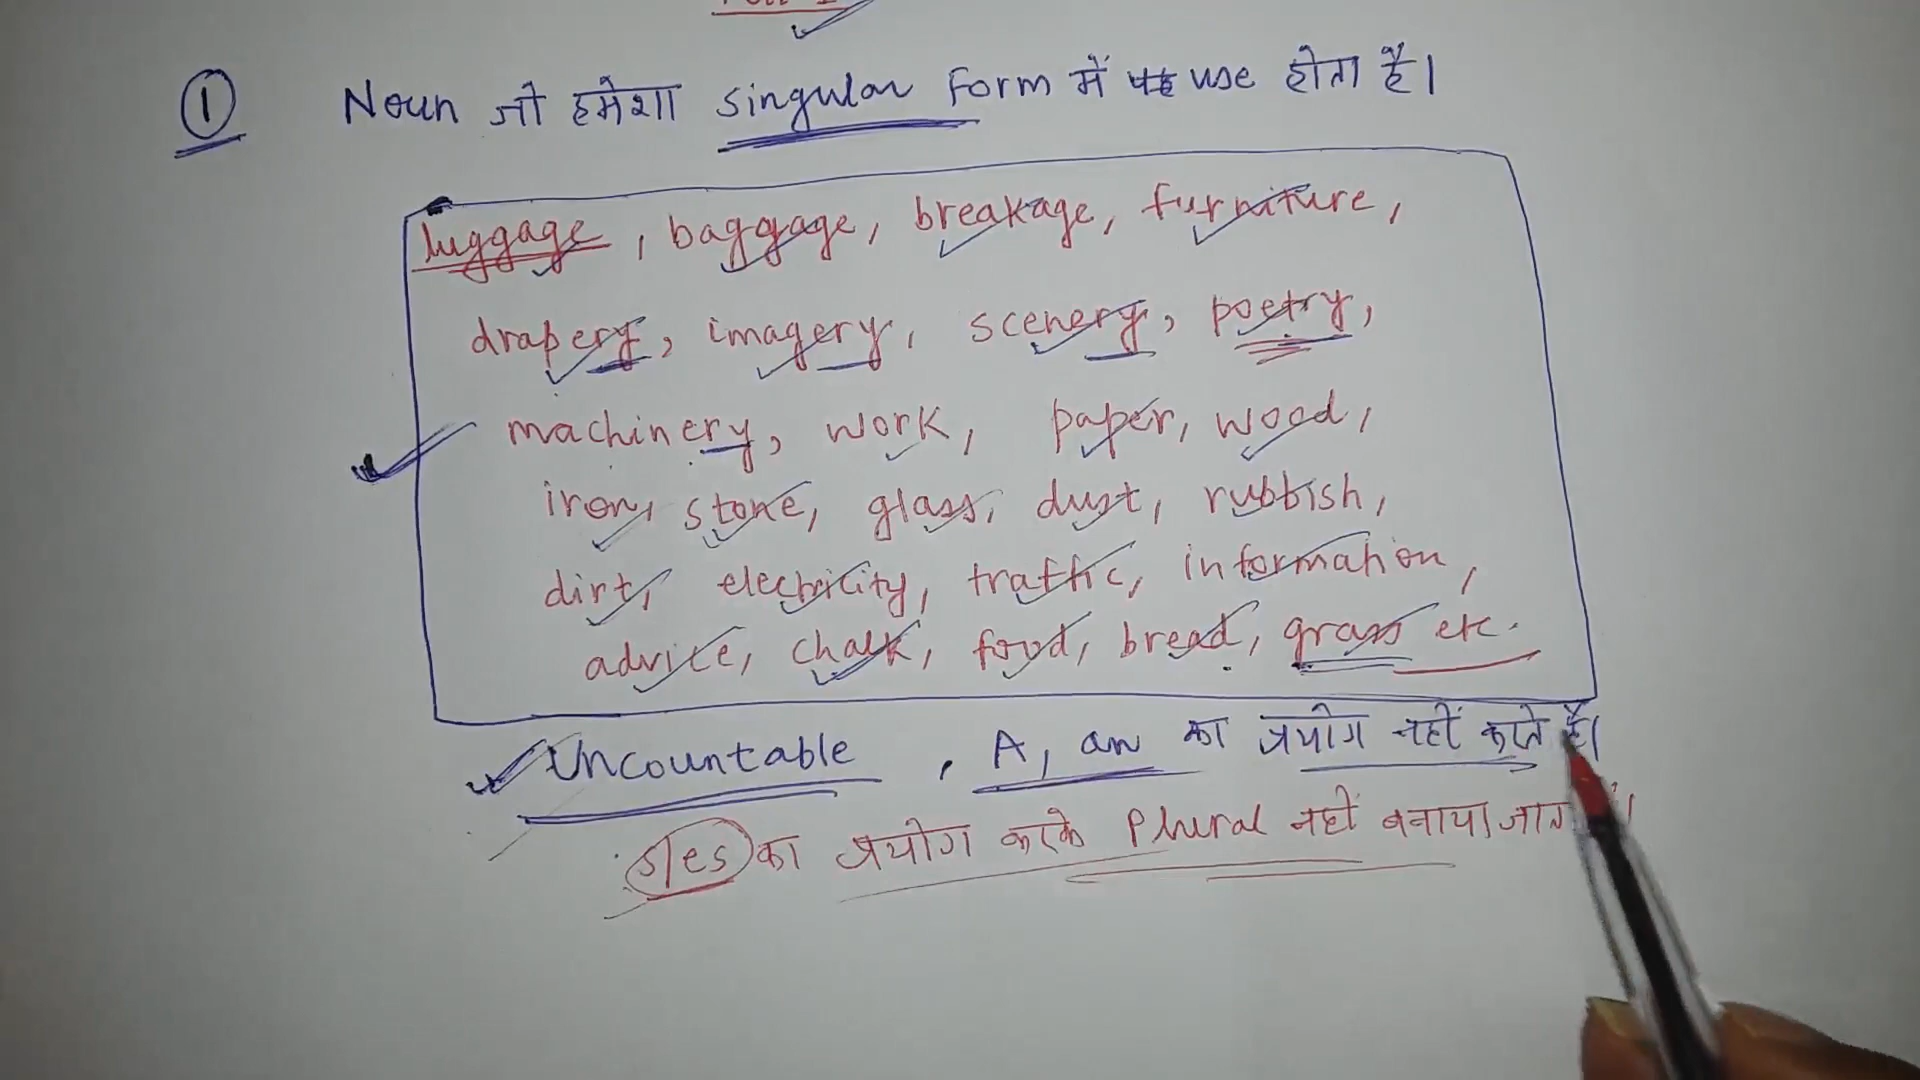 ① Noun जो हमेशा singular form में use होता है।
luggage, baggage, breakage, furniture,
drapery, imagery, scenery, poetry,
machinery, work, paper, wood,
iron, stone, glass, dust, rubbish,
dirt, electricity, traffic, information,
advice, chalk, food, bread, grass etc.
Uncountable, A, an का प्रयोग नहीं करते हैं।
s/es का प्रयोग करके Plural नहीं बनाया